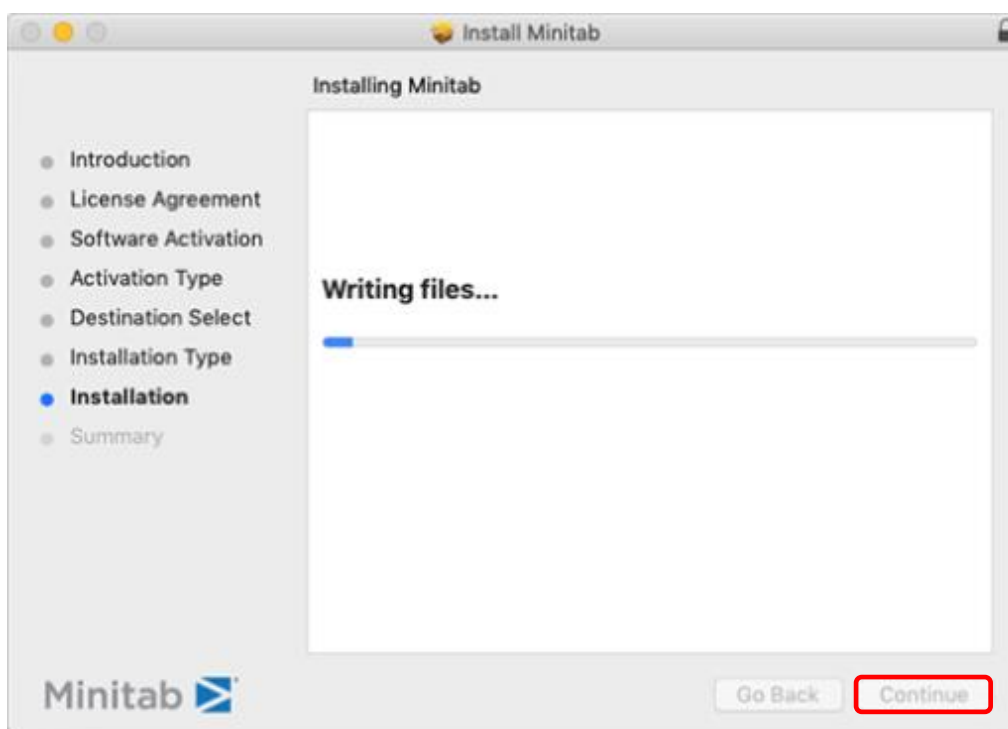 Install Minitab
Installing Minitab
Introduction
License Agreement
Software Activation
Activation Type
Destination Select
Installation Type
Installation
Summary
Writing files...
Minitab
Go Back
Continue